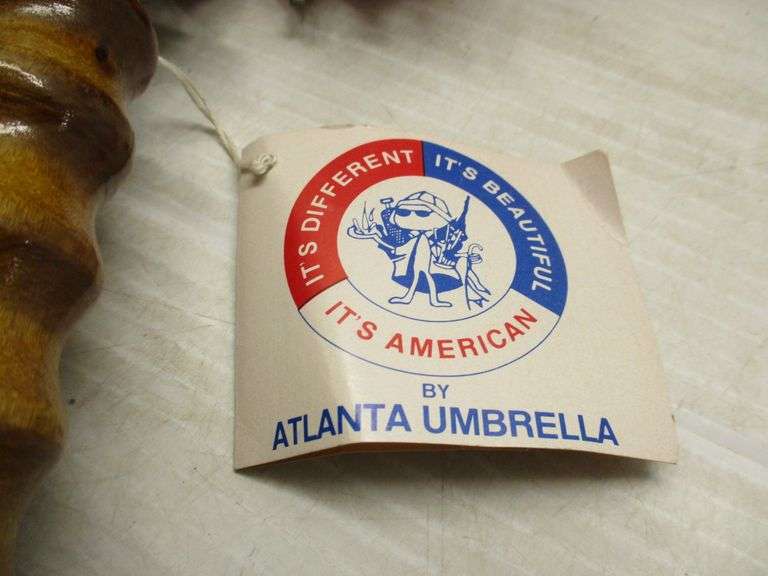 IT'S DIFFERENT
IT'S BEAUTIFUL
IT'S AMERICAN
BY
ATLANTA UMBRELLA